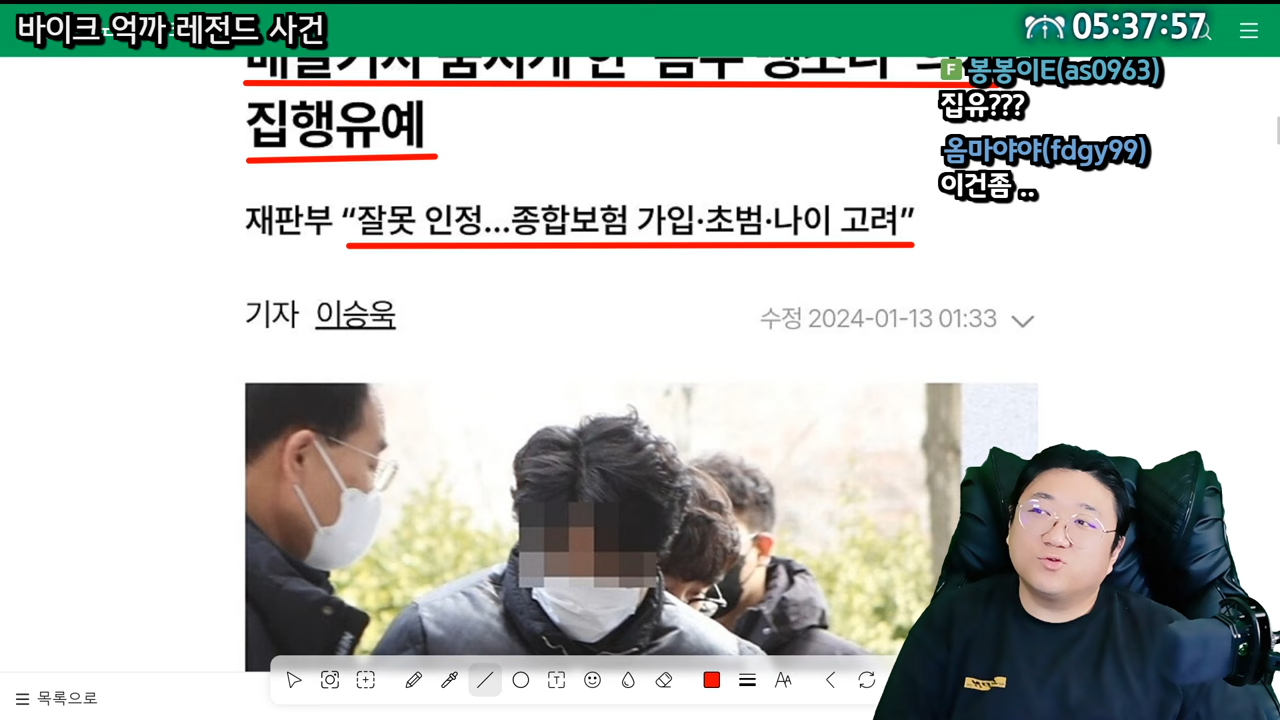 바이크 억까 레전드 사건
05:37:57
집행유예
재판부 “잘못 인정…종합보험 가입·초범·나이 고려”
기자 이승욱
수정 2024-01-13 01:33
F 봉봉이E(as0963)
집유???
옴마야야(fdgy99)
이건좀 ..
목록으로